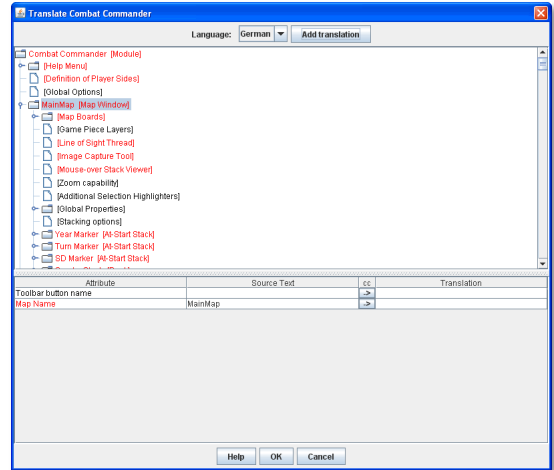 Translate Combat Commander
Language: German Add translation
Combat Commander [Module]
[Help Menu]
[Definition of Player Sides]
[Global Options]
MainMap [Map Window]
[Map Boards]
[Game Piece Layers]
[Line of Sight Thread]
[Image Capture Tool]
[Mouse-over Stack Viewer]
[Zoom capability]
[Additional Selection Highlighters]
[Global Properties]
[Stacking options]
Year Marker [At-Start Stack]
Turn Marker [At-Start Stack]
SD Marker [At-Start Stack]
Attribute Source Text cc Translation
Toolbar button name ->
Map Name MainMap ->
Help OK Cancel